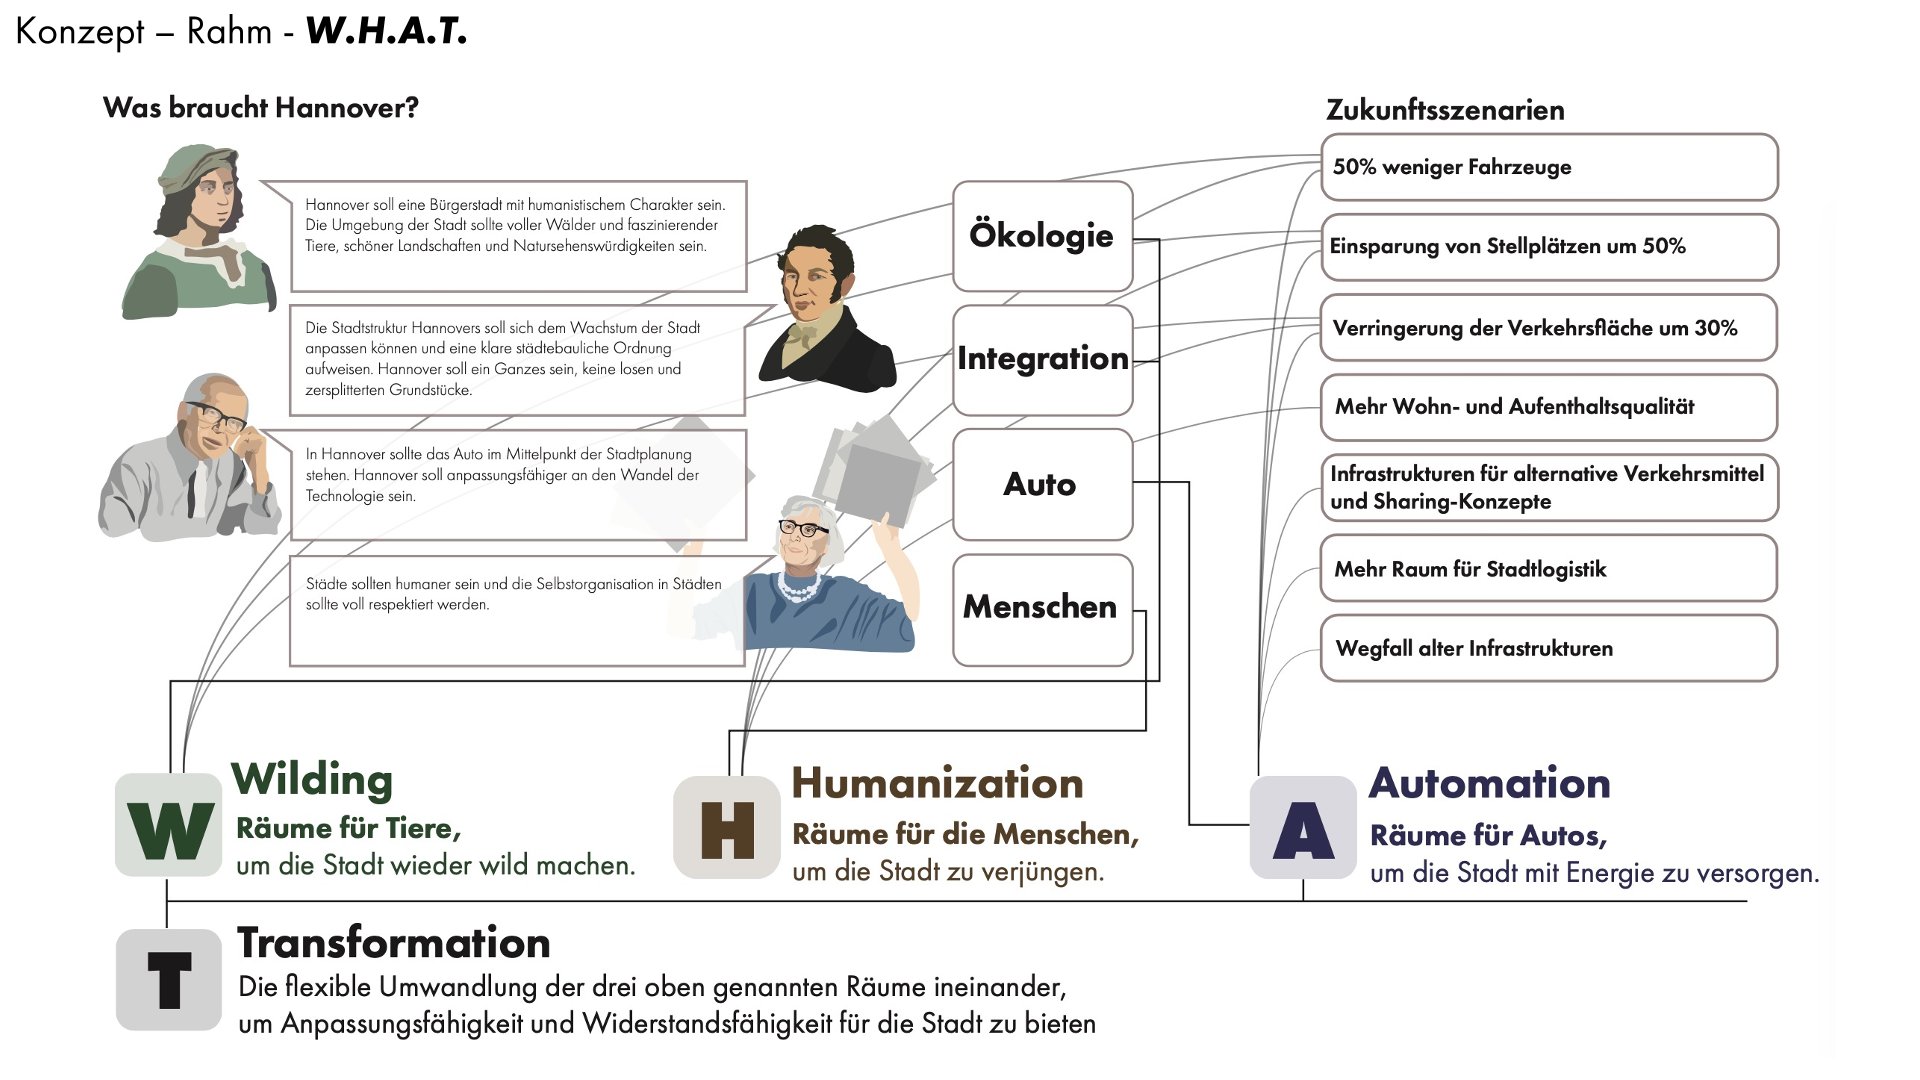 Konzept – Rahm - W.H.A.T.
Was braucht Hannover?
Hannover soll eine Bürgerstadt mit humanistischem Charakter sein.
Die Umgebung der Stadt sollte voller Wälder und faszinierender
Tiere, schöner Landschaften und Natursehenswürdigkeiten sein.
Die Stadtstruktur Hannovers soll sich dem Wachstum der Stadt
anpassen können und eine klare städtebauliche Ordnung
aufweisen. Hannover soll ein Ganzes sein, keine losen und
zersplitterten Grundstücke.
In Hannover sollte das Auto im Mittelpunkt der Stadtplanung
stehen. Hannover soll anpassungsfähiger an den Wandel der
Technologie sein.
Städte sollten humaner sein und die Selbstorganisation in Städten
sollte voll respektiert werden.
Ökologie
Integration
Auto
Menschen
Zukunftsszenarien
50% weniger Fahrzeuge
Einsparung von Stellplätzen um 50%
Verringerung der Verkehrsfläche um 30%
Mehr Wohn- und Aufenthaltsqualität
Infrastrukturen für alternative Verkehrsmittel
und Sharing-Konzepte
Mehr Raum für Stadtlogistik
Wegfall alter Infrastrukturen
W
Wilding
Räume für Tiere,
um die Stadt wieder wild machen.
H
Humanization
Räume für die Menschen,
um die Stadt zu verjüngen.
A
Automation
Räume für Autos,
um die Stadt mit Energie zu versorgen.
T
Transformation
Die flexible Umwandlung der drei oben genannten Räume ineinander,
um Anpassungsfähigkeit und Widerstandsfähigkeit für die Stadt zu bieten